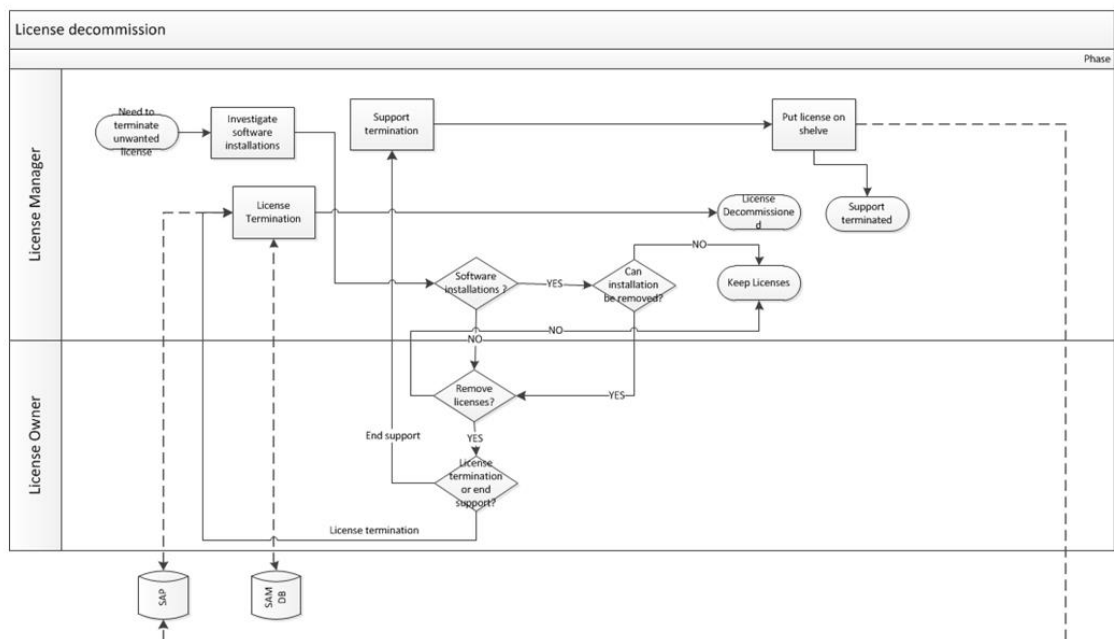 License decommission
Phase
License Manager
Need to
terminate
unwanted
license
Investigate
software
installations
Support
termination
Put license on
shelve
License
Termination
License
Decommissione
d
Support
terminated
Software
installations ?
YES
Can
installation
be removed?
NO
Keep Licenses
NO
NO
License Owner
Remove
licenses?
YES
End support
YES
License
termination
or end
support?
License termination
SAP
SAM
DB